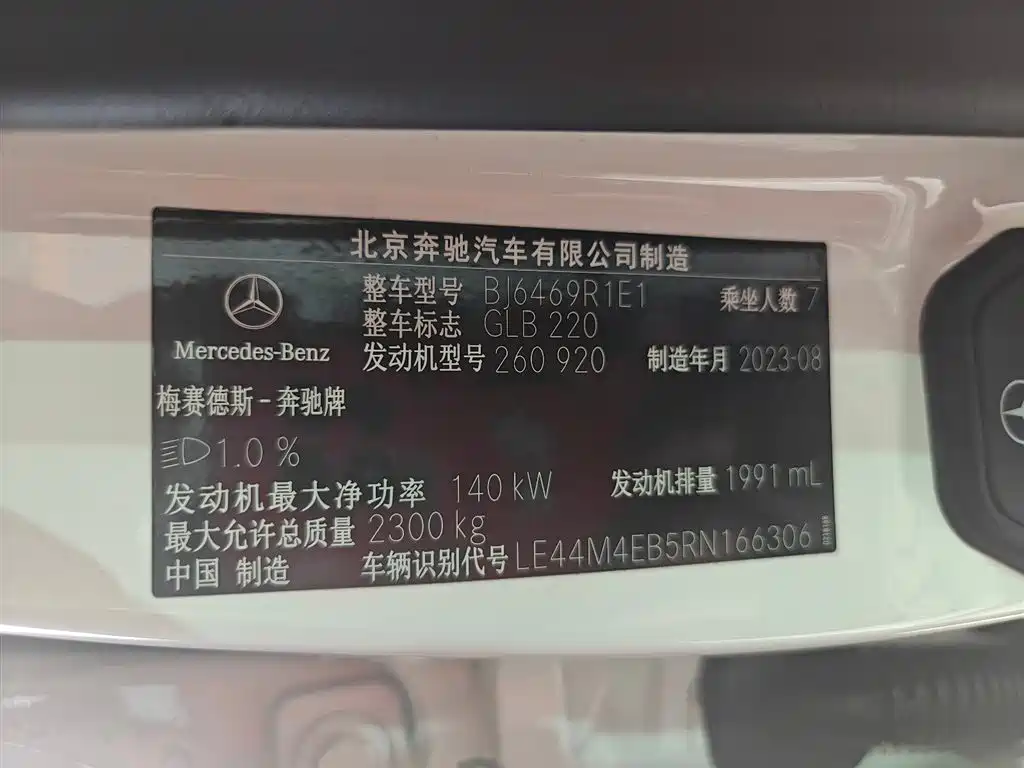 北京奔驰汽车有限公司制造
整车型号 BJ6469R1E1 乘坐人数 7
整车标志 GLB 220
Mercedes-Benz 发动机型号 260 920 制造年月 2023-08
梅赛德斯-奔驰牌
1.0 %
发动机最大净功率 140 kW 发动机排量 1991 mL
最大允许总质量 2300 kg
中国 制造 车辆识别代号 LE44M4EB5RN166306